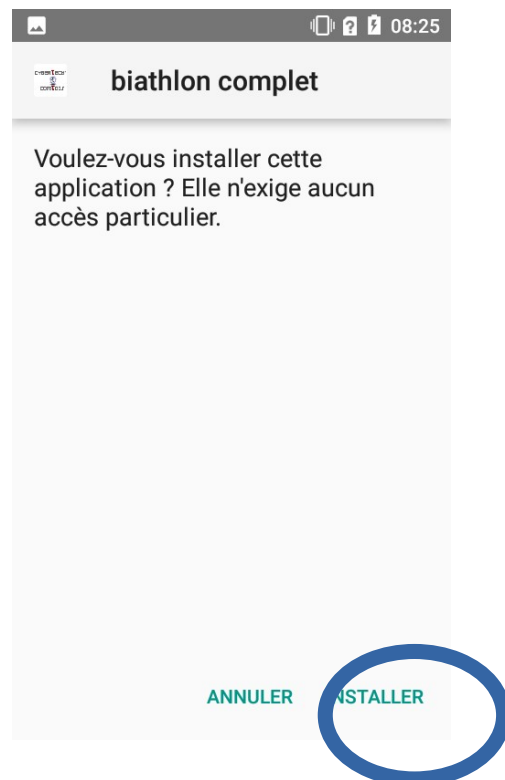 08:25
biathlon complet
Voulez-vous installer cette
application ? Elle n'exige aucun
accès particulier.
ANNULER INSTALLER